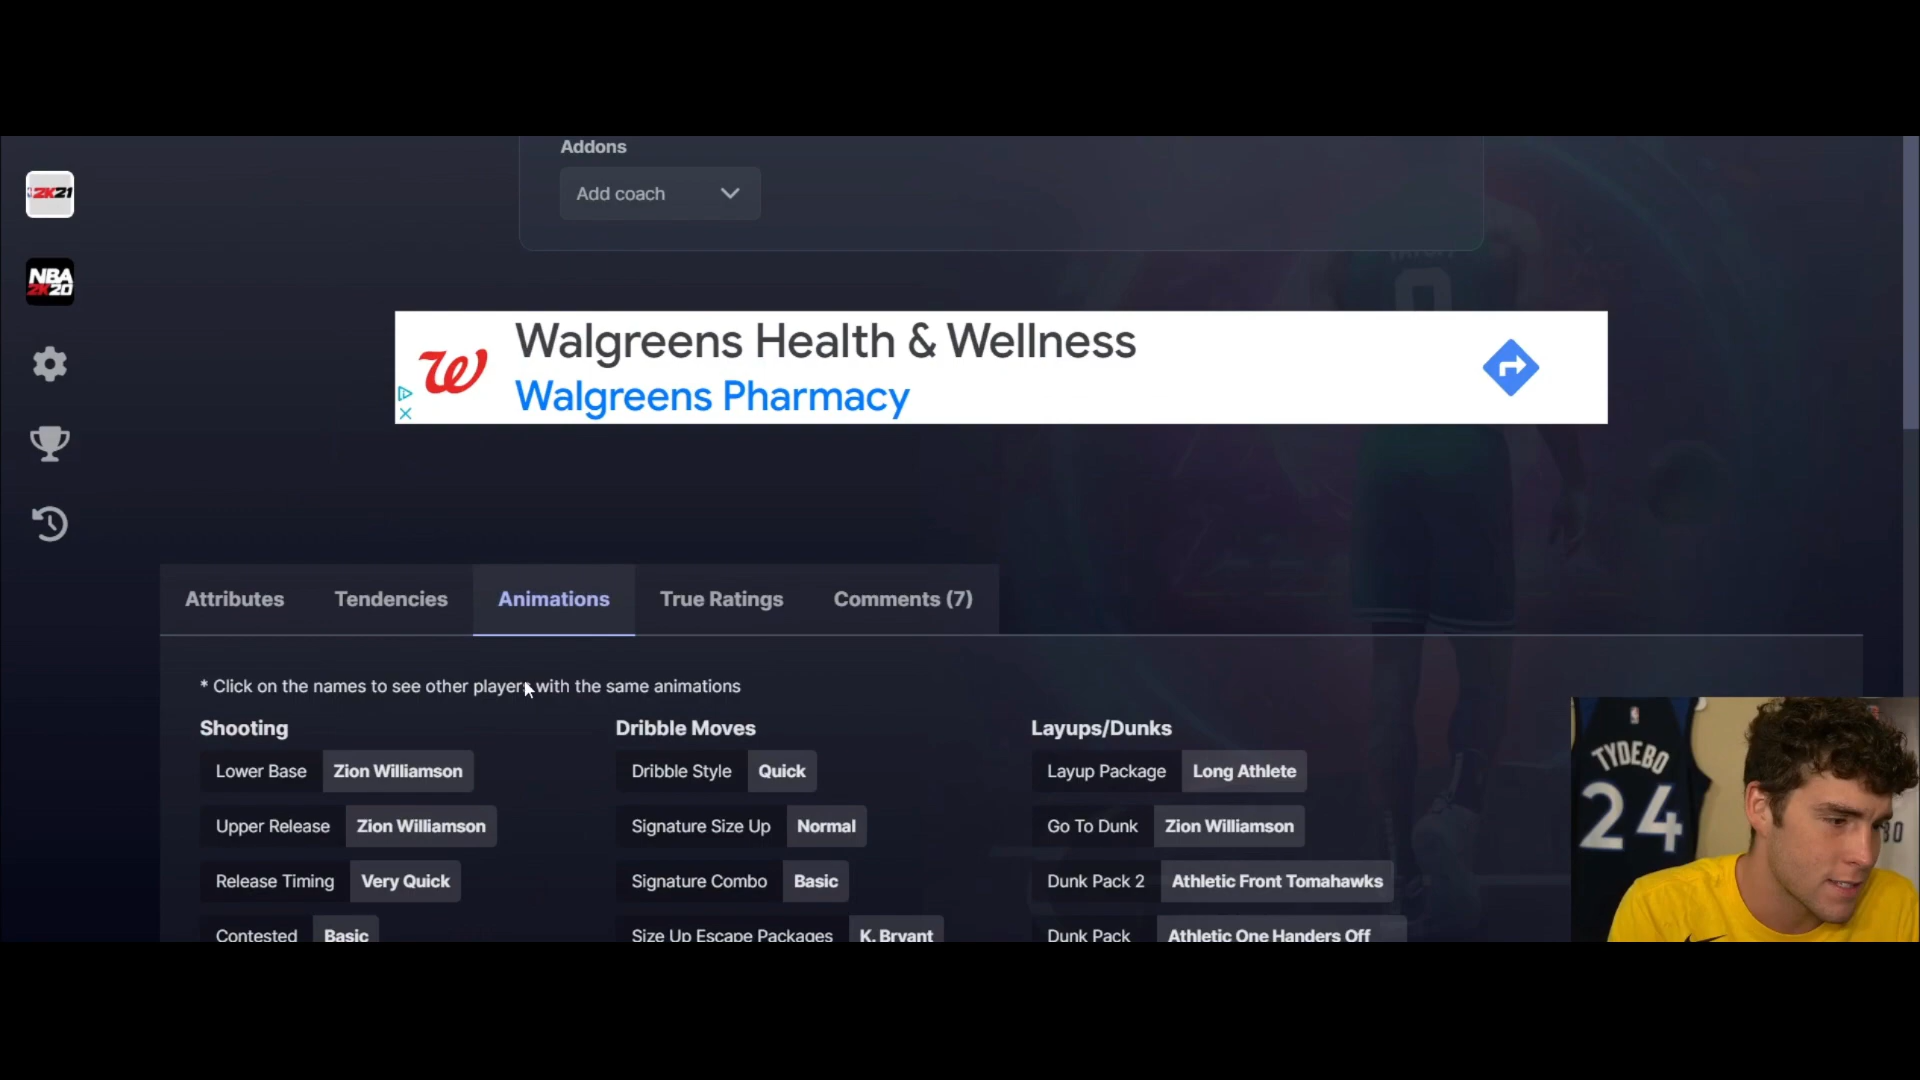 Addons
Add coach
2K21
NBA
2K20
Walgreens Health & Wellness
Walgreens Pharmacy
Attributes
Tendencies
Animations
True Ratings
Comments (7)
* Click on the names to see other players with the same animations
Shooting
Lower Base Zion Williamson
Upper Release Zion Williamson
Release Timing Very Quick
Contested Basic
Dribble Moves
Dribble Style Quick
Signature Size Up Normal
Signature Combo Basic
Size Up Escape Packages K. Bryant
Layups/Dunks
Layup Package Long Athlete
Go To Dunk Zion Williamson
Dunk Pack 2 Athletic Front Tomahawks
Dunk Pack Athletic One Handers Off
TYDEBO
24